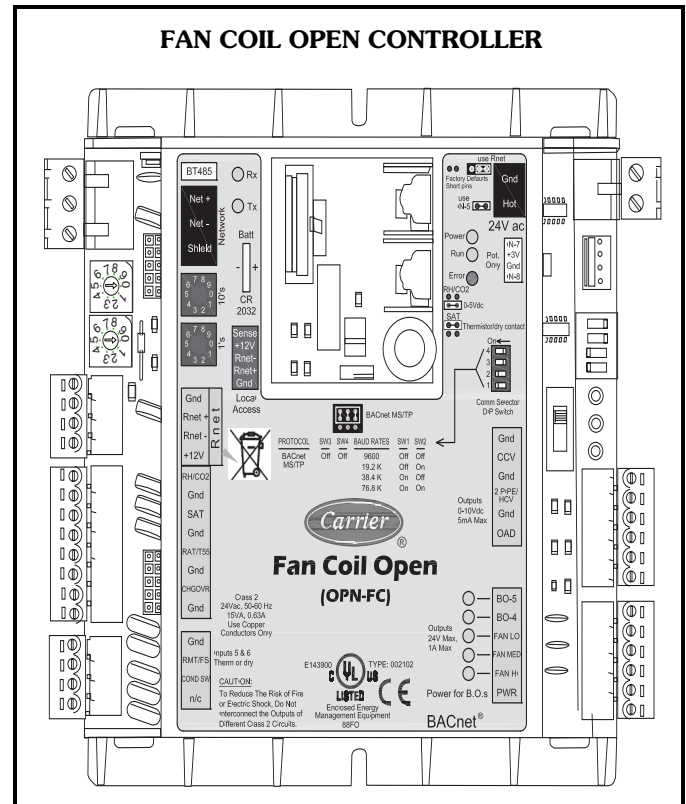 FAN COIL OPEN CONTROLLER
BT485
Rx
Tx
Net +
Net -
Shield
Network
Batt
- +
CR
2032
10's
1's
Sense
+12V
Rnet-
Rnet+
Gnd
Local
Access
Gnd
Rnet +
Rnet -
+12V
Rnet
RH/CO2
Gnd
SAT
Gnd
RAT/T55
Gnd
CHGOVR
Gnd
Gnd
RMT/FS
COND SW
n/c
use Rnet
Factory Defaults
Short pins
Gnd
Hot
24V ac
Power
Run
Error
Pot.
Only
+3V
Gnd
RH/CO2
0-5Vdc
SAT
Thermistor/dry contact
On
4
3
2
1
Comm Selector
DIP Switch
BACnet MS/TP
PROTOCOL SW3 SW4 BAUD RATES SW1 SW2
BACnet MS/TP Off Off 9600 Off Off
19.2 K Off On
38.4 K On Off
76.8 K On On
Gnd
CCV
Gnd
2 PIPE/
HCV
Gnd
OAD
Outputs
0-10Vdc
5mA Max
Carrier
®
Fan Coil Open
(OPN-FC)
Class 2
24Vac, 50-60 Hz
15VA, 0.63A
Use Copper
Conductors Only
Inputs 5 & 6
Therm or dry
CAUTION:
To Reduce The Risk of Fire
or Electric Shock, Do Not
Interconnect the Outputs of
Different Class 2 Circuits.
E143900
C UL US
LISTED
TYPE: 002102
CE
Enclosed Energy
Management Equipment
88FO
Outputs
24V Max,
1A Max
BO-5
BO-4
FAN LO
FAN MED
FAN HI
PWR
Power for B.O.s
BACnet®